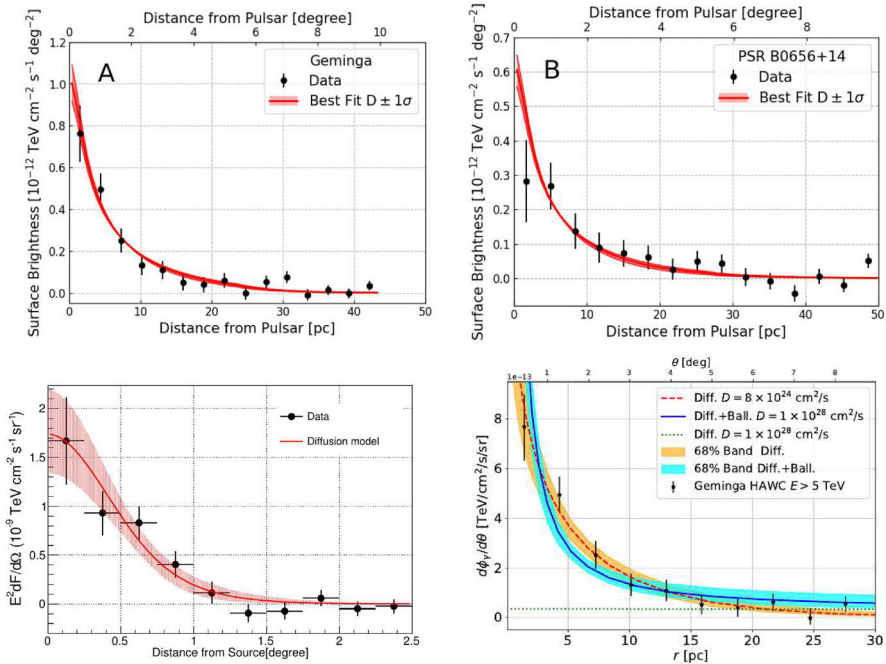 Distance from Pulsar [degree]
0 2 4 6 8 10
Surface Brightness [10⁻¹² TeV cm⁻² s⁻¹ deg⁻²]
1.2
1.0
0.8
0.6
0.4
0.2
0.0
A
Geminga
Data
Best Fit D ± 1σ
0 10 20 30 40 50
Distance from Pulsar [pc]
Distance from Pulsar [degree]
0 2 4 6 8
Surface Brightness [10⁻¹² TeV cm⁻² s⁻¹ deg⁻²]
0.7
0.6
0.5
0.4
0.3
0.2
0.1
0.0
B
PSR B0656+14
Data
Best Fit D ± 1σ
0 10 20 30 40 50
Distance from Pulsar [pc]
E²dF/dΩ (10⁻⁹ TeV cm⁻² s⁻¹ sr¹)
2
1.5
1
0.5
0
Data
Diffusion model
0 0.5 1 1.5 2 2.5
Distance from Source[degree]
θ [deg]
1e−13 1 2 3 4 5 6 7 8
dϕγ/dθ [TeV/cm²/s/sr]
8
6
4
2
0
Diff. D = 8 × 10²⁴ cm²/s
Diff.+Ball. D = 1 × 10²⁸ cm²/s
Diff. D = 1 × 10²⁸ cm²/s
68% Band Diff.
68% Band Diff.+Ball.
Geminga HAWC E > 5 TeV
5 10 15 20 25 30
r [pc]